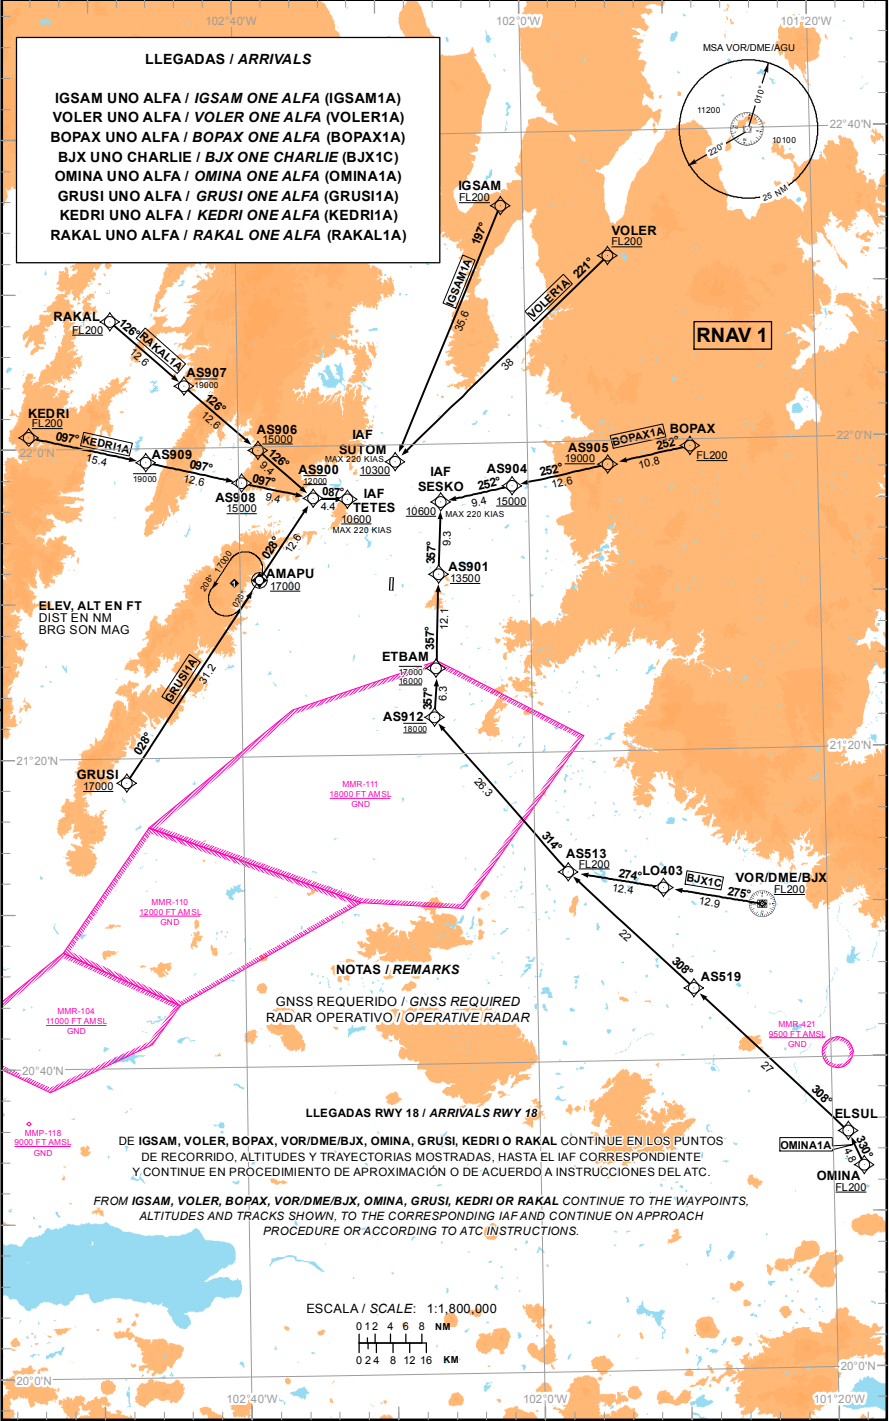 102°40'W
102°0'W
101°20'W
LLEGADAS / ARRIVALS
IGSAM UNO ALFA / IGSAM ONE ALFA (IGSAM1A)
VOLER UNO ALFA / VOLER ONE ALFA (VOLER1A)
BOPAX UNO ALFA / BOPAX ONE ALFA (BOPAX1A)
BJX UNO CHARLIE / BJX ONE CHARLIE (BJX1C)
OMINA UNO ALFA / OMINA ONE ALFA (OMINA1A)
GRUSI UNO ALFA / GRUSI ONE ALFA (GRUSI1A)
KEDRI UNO ALFA / KEDRI ONE ALFA (KEDRI1A)
RAKAL UNO ALFA / RAKAL ONE ALFA (RAKAL1A)
MSA VOR/DME/AGU
010°
11200
10100
220°
25 NM
22°40'N
IGSAM
FL200
197°
IGSAM1A
35.6
VOLER
FL200
221°
VOLER1A
38
RNAV 1
RAKAL
FL200
126°
RAKAL1A
12.6
AS907
19000
126°
12.6
KEDRI
FL200
097°
KEDRI1A
15.4
22°0'N
AS909
19000
097°
12.6
AS906
15000
126°
9.4
AS908
15000
097°
9.4
AS900
12000
087°
4.4
IAF
TETES
10600
MAX 220 KIAS
IAF
SUTOM
MAX 220 KIAS
10300
IAF
SESKO
10600
MAX 220 KIAS
AS904
15000
252°
9.4
AS905
19000
252°
12.6
BOPAX1A
BOPAX
FL200
252°
10.8
22°0'N
357°
9.3
AS901
13500
357°
12.1
028°
12.6
AMAPU
17000
208° 17000
028°
ELEV, ALT EN FT
DIST EN NM
BRG SON MAG
GRUSI1A
31.2
028°
GRUSI
17000
ETBAM
17000
16000
357°
6.3
AS912
18000
21°20'N
21°20'N
26.3
314°
MMR-111
18000 FT AMSL
GND
AS513
FL200
274°
12.4
LO403
BJX1C
275°
12.9
VOR/DME/BJX
FL200
MMR-110
12000 FT AMSL
GND
22
308°
AS519
NOTAS / REMARKS
GNSS REQUERIDO / GNSS REQUIRED
RADAR OPERATIVO / OPERATIVE RADAR
MMR-104
11000 FT AMSL
GND
MMR-421
9500 FT AMSL
GND
20°40'N
20°40'N
27
308°
ELSUL
330°
4.8
OMINA1A
OMINA
FL200
MMP-118
9000 FT AMSL
GND
LLEGADAS RWY 18 / ARRIVALS RWY 18
DE IGSAM, VOLER, BOPAX, VOR/DME/BJX, OMINA, GRUSI, KEDRI O RAKAL CONTINUE EN LOS PUNTOS
DE RECORRIDO, ALTITUDES Y TRAYECTORIAS MOSTRADAS, HASTA EL IAF CORRESPONDIENTE
Y CONTINUE EN PROCEDIMIENTO DE APROXIMACIÓN O DE ACUERDO A INSTRUCCIONES DEL ATC.
FROM IGSAM, VOLER, BOPAX, VOR/DME/BJX, OMINA, GRUSI, KEDRI OR RAKAL CONTINUE TO THE WAYPOINTS,
ALTITUDES AND TRACKS SHOWN, TO THE CORRESPONDING IAF AND CONTINUE ON APPROACH
PROCEDURE OR ACCORDING TO ATC INSTRUCTIONS.
ESCALA / SCALE: 1:1,800,000
0 1 2 4 6 8 NM
0 2 4 8 12 16 KM
20°0'N
20°0'N
102°40'W
102°0'W
101°20'W